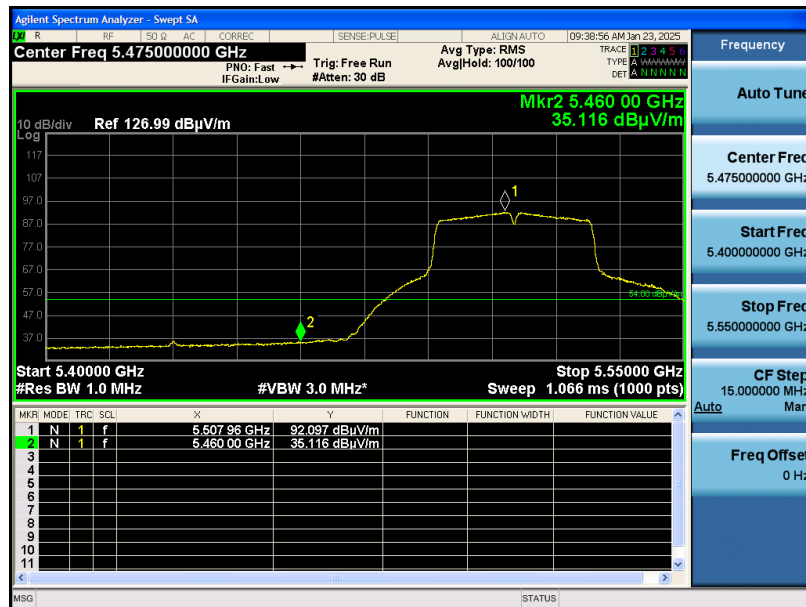 Agilent Spectrum Analyzer - Swept SA
LXI R RF 50 Ω AC CORREC SENSE:PULSE ALIGN AUTO 09:38:56 AM Jan 23, 2025
Center Freq 5.475000000 GHz
PNO: Fast
IFGain:Low
Trig: Free Run
#Atten: 30 dB
Avg Type: RMS
Avg|Hold: 100/100
TRACE 1 2 3 4 5 6
TYPE A WWWWW
DET A N N N N N
Mkr2 5.460 00 GHz
35.116 dBµV/m
10 dB/div Ref 126.99 dBµV/m
Log
117
107
97.0
87.0
77.0
67.0
57.0
47.0
37.0
1
2
54.00 dBµV/m
Start 5.40000 GHz Stop 5.55000 GHz
#Res BW 1.0 MHz #VBW 3.0 MHz* Sweep 1.066 ms (1000 pts)
MKR MODE TRC SCL X Y FUNCTION FUNCTION WIDTH FUNCTION VALUE
1 N 1 f 5.507 96 GHz 92.097 dBµV/m
2 N 1 f 5.460 00 GHz 35.116 dBµV/m
3
4
5
6
7
8
9
10
11
MSG STATUS
Frequency
Auto Tune
Center Freq
5.475000000 GHz
Start Freq
5.400000000 GHz
Stop Freq
5.550000000 GHz
CF Step
15.000000 MHz
Auto Man
Freq Offset
0 Hz